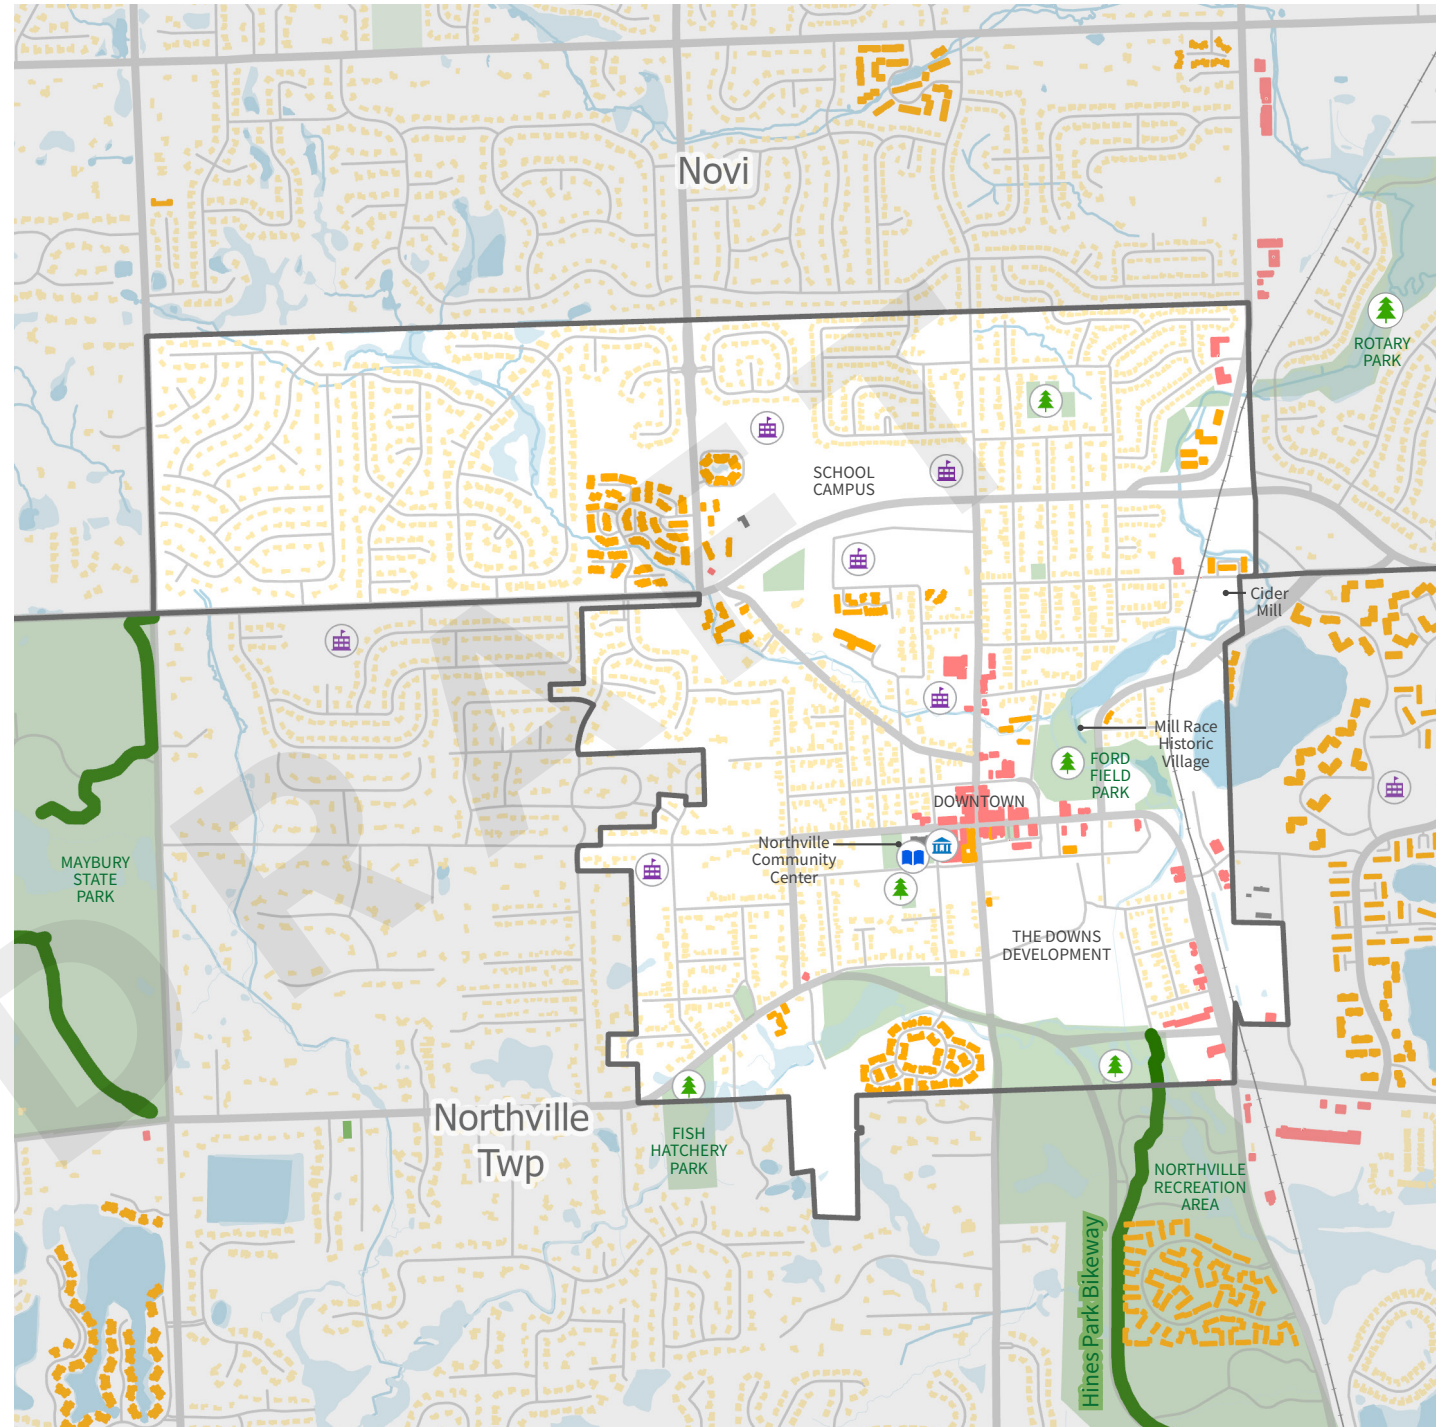 Novi
ROTARY
PARK
SCHOOL
CAMPUS
Cider
Mill
Mill Race
Historic
Village
FORD
FIELD
PARK
DOWNTOWN
Northville
Community
Center
MAYBURY
STATE
PARK
THE DOWNS
DEVELOPMENT
Northville
Twp
FISH
HATCHERY
PARK
NORTHVILLE
RECREATION
AREA
Hines Park Bikeway
DRAFT